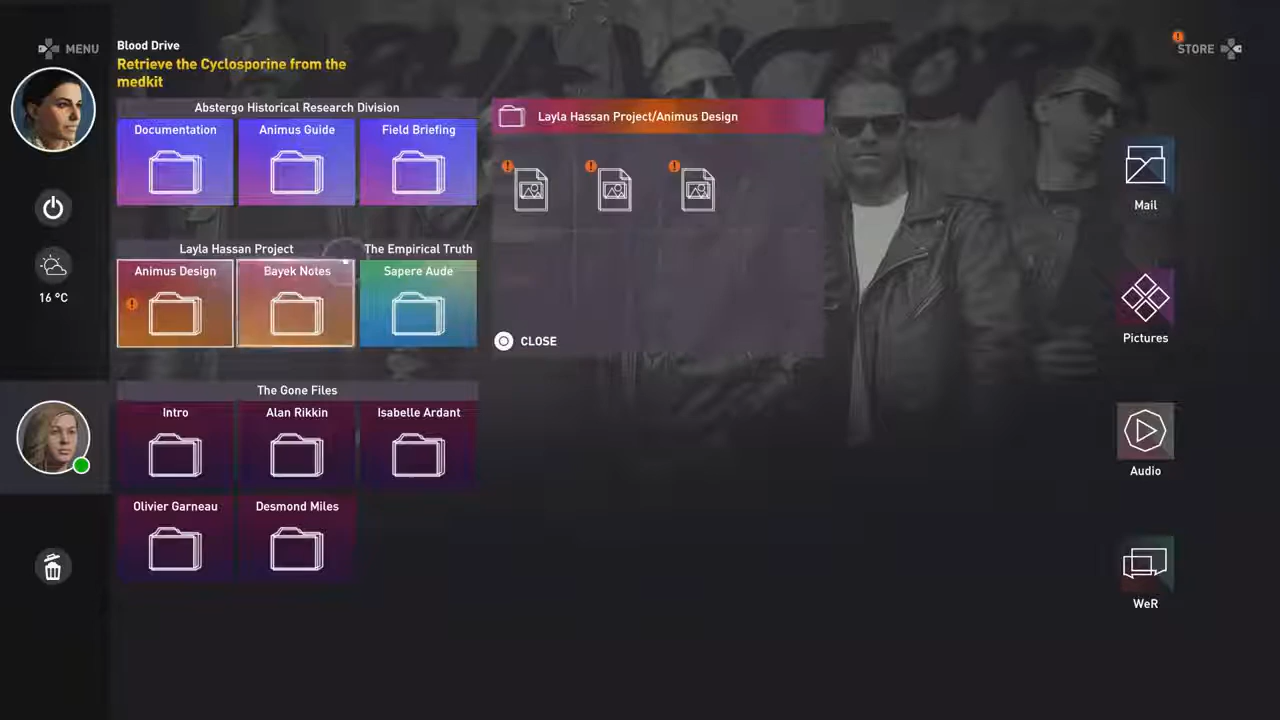 MENU
Blood Drive
Retrieve the Cyclosporine from the
medkit
STORE
Abstergo Historical Research Division
Documentation
Animus Guide
Field Briefing
Layla Hassan Project/Animus Design
CLOSE
Layla Hassan Project
The Empirical Truth
Animus Design
Bayek Notes
Sapere Aude
16 °C
The Gone Files
Intro
Alan Rikkin
Isabelle Ardant
Olivier Garneau
Desmond Miles
Mail
Pictures
Audio
WeR